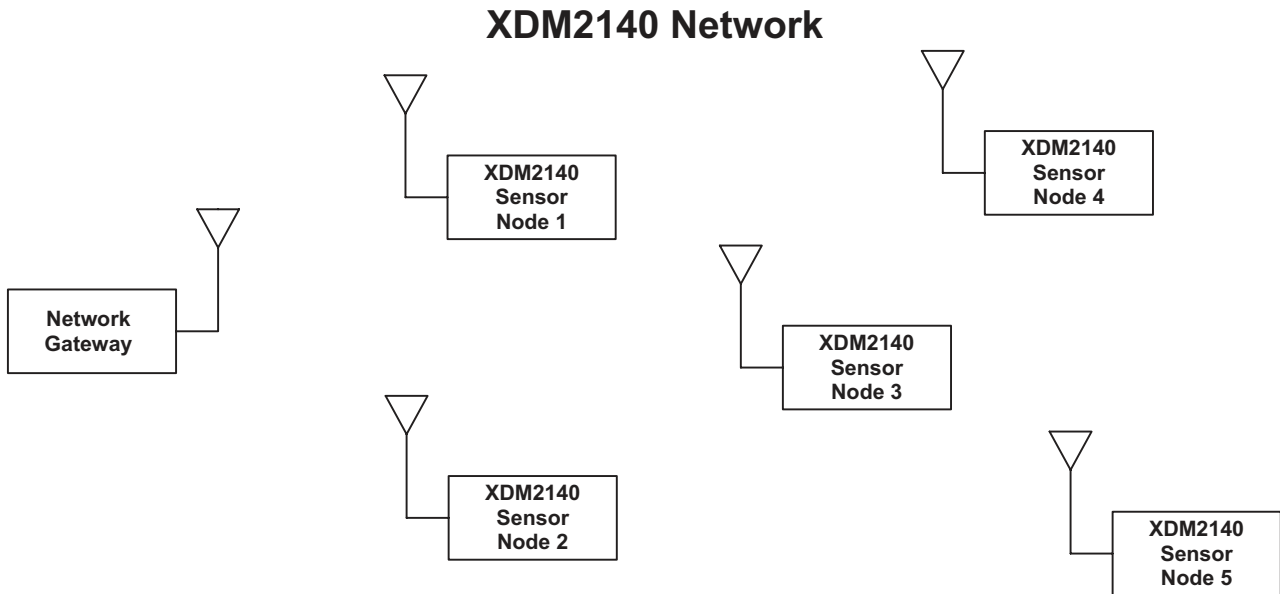 XDM2140 Network
XDM2140
Sensor
Node 1
XDM2140
Sensor
Node 4
Network
Gateway
XDM2140
Sensor
Node 3
XDM2140
Sensor
Node 2
XDM2140
Sensor
Node 5